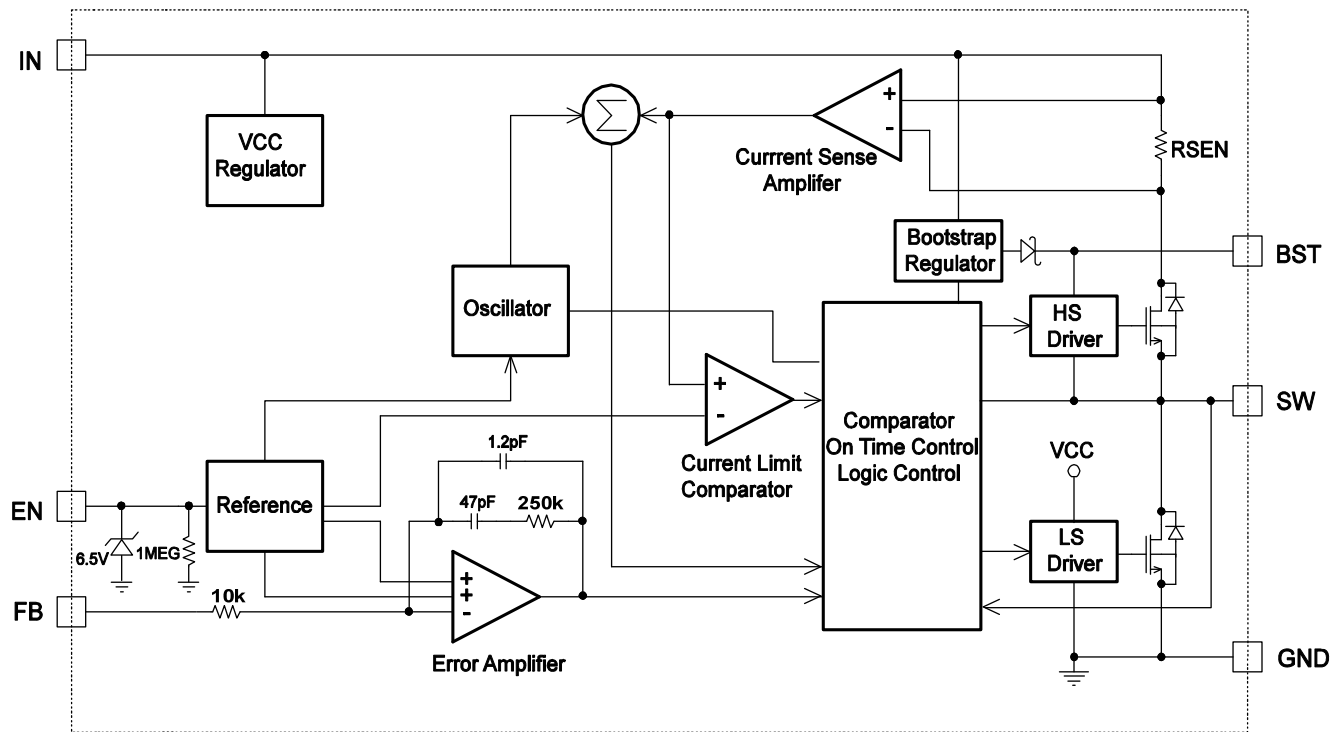 IN
VCC
Regulator
Σ
+
-
Currrent Sense
Amplifer
RSEN
Bootstrap
Regulator
BST
Oscillator
HS
Driver
+
-
Current Limit
Comparator
Comparator
On Time Control
Logic Control
SW
VCC
1.2pF
47pF
250k
EN
Reference
6.5V
1MEG
LS
Driver
FB
10k
+
+
-
Error Amplifier
GND